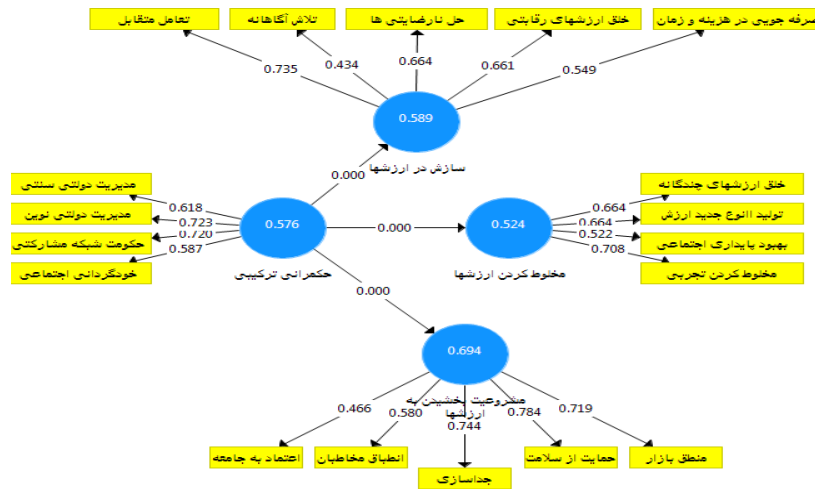 صرفه جویی در هزینه و زمان
خلق ارزشهای رقابتی
حل نارضایتی ها
تلاش آگاهانه
تعامل متقابل
0.735
0.434
0.664
0.661
0.549
0.589
سازش در ارزشها
0.000
خلق ارزشهای چندگانه
تولید اانوع جدید ارزش
بهبود پایداری اجتماعی
مخلوط کردن تجربی
0.664
0.664
0.522
0.708
0.524
مخلوط کردن ارزشها
0.000
0.576
حکمرانی ترکیبی
0.618
0.723
0.720
0.587
مدیریت دولتی سنتی
مدیریت دولتی نوین
حکومت شبکه مشارکتی
خودگردانی اجتماعی
0.000
0.694
مشروعیت بخشیدن به
ارزشها
0.466
0.580
0.744
0.784
0.719
منطق بازار
حمایت از سلامت
جداسازی
انطباق مخاطبان
اعتماد به جامعه